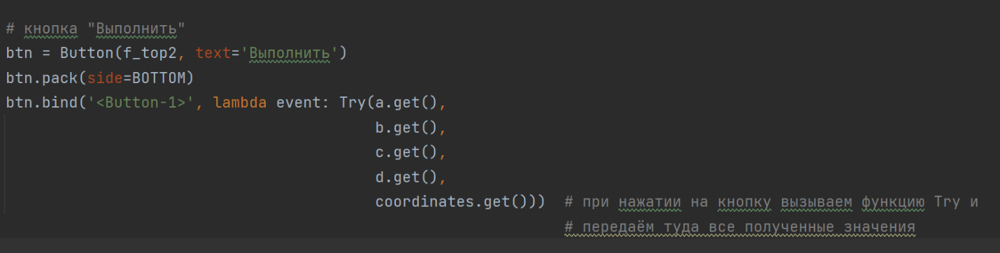 # кнопка "Выполнить"
btn = Button(f_top2, text='Выполнить')
btn.pack(side=BOTTOM)
btn.bind('<Button-1>', lambda event: Try(a.get(),
b.get(),
c.get(),
d.get(),
coordinates.get()))  # при нажатии на кнопку вызываем функцию Try и
# передаём туда все полученные значения